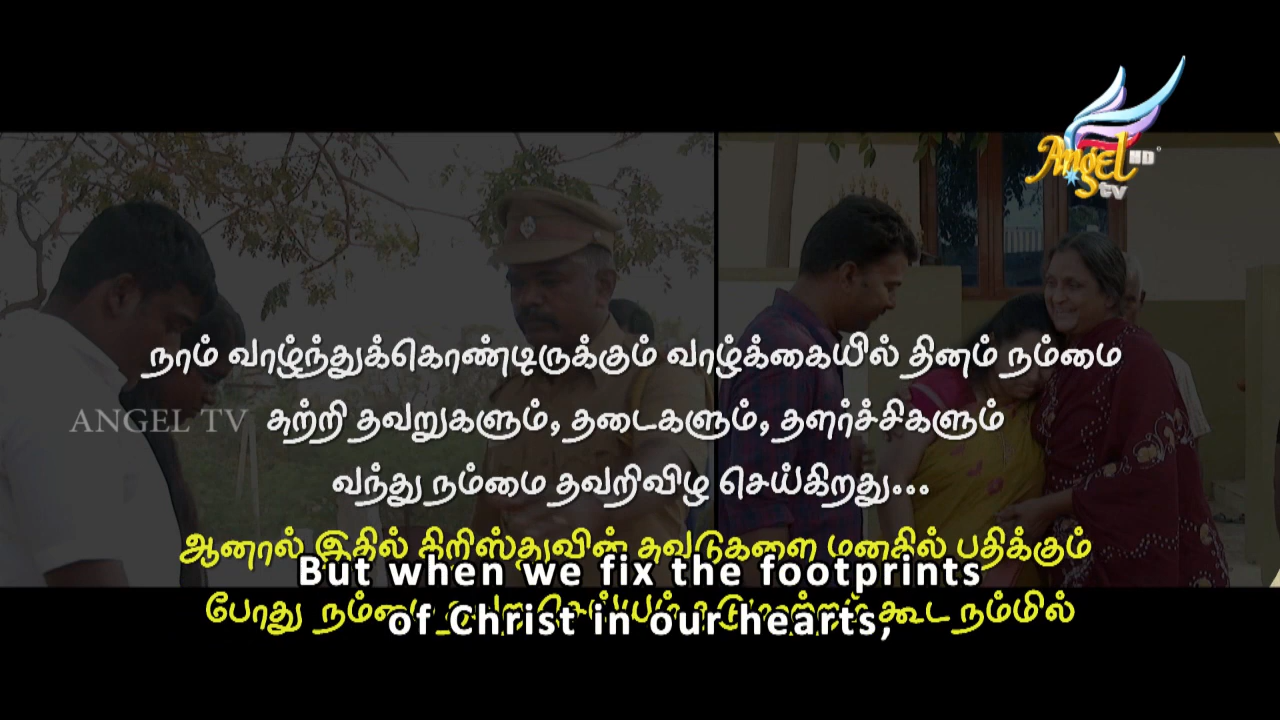 Angel HD
tv
நாம் வாழ்ந்துக்கொண்டிருக்கும் வாழ்க்கையில் தினம் நம்மை
ANGEL TV சுற்றி தவறுகளும், தடைகளும், தளர்ச்சிகளும்
வந்து நம்மை தவறிவிழ செய்கிறது...
ஆனால் இதில் கிறிஸ்துவின் சுவடுகளை மனதில் பதிக்கும்
But when we fix the footprints
போது நம்மை கூட நம்மில்
of Christ in our hearts,